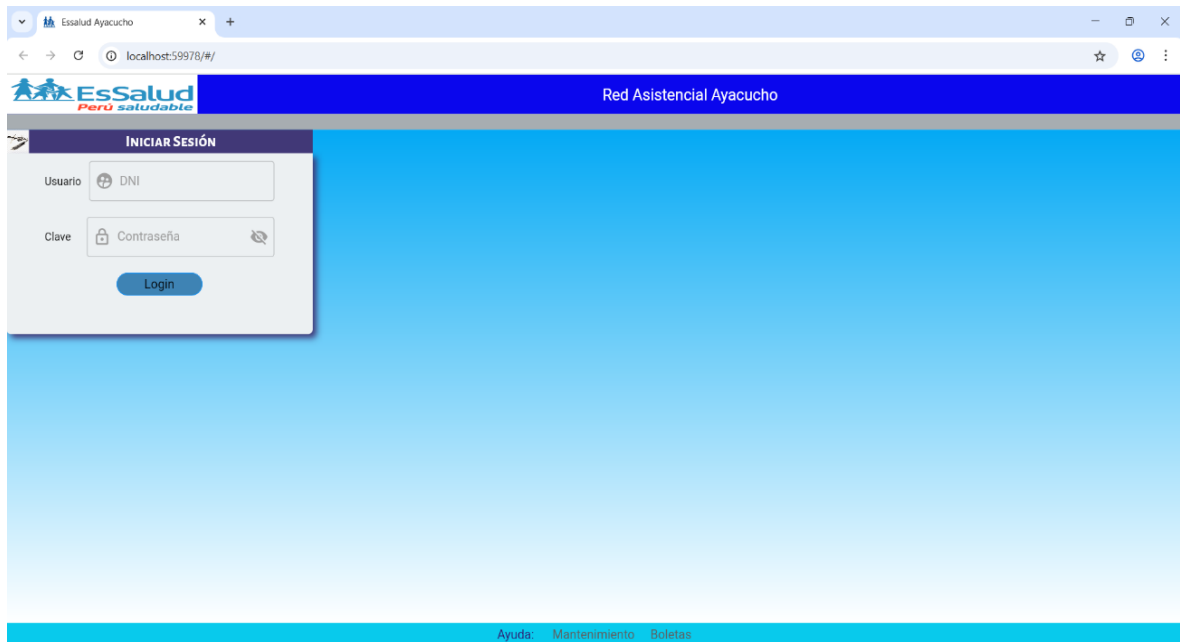 Essalud Ayacucho
localhost:59978/#/
EsSalud
Perú saludable
Red Asistencial Ayacucho
INICIAR SESIÓN
Usuario DNI
Clave Contraseña
Login
Ayuda: Mantenimiento Boletas